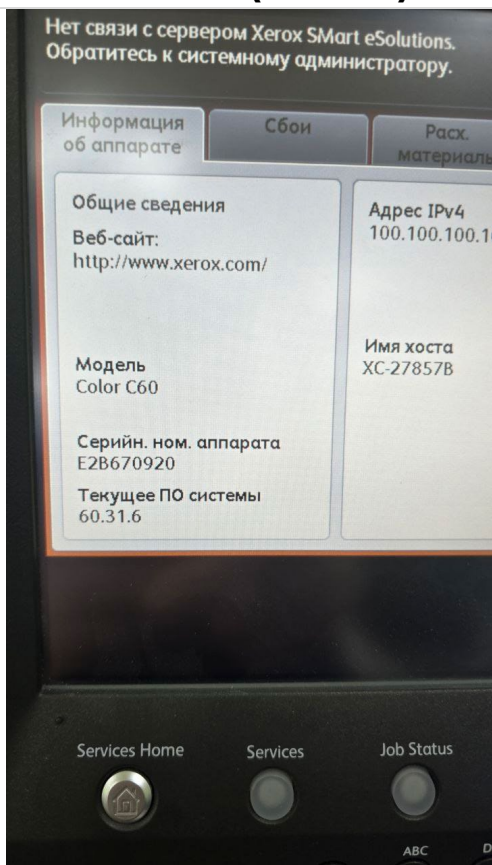 Нет связи с сервером Xerox SMart eSolutions.
Обратитесь к системному администратору.
Информация
об аппарате
Сбои
Расх.
Общие сведения
Веб-сайт:
http://www.xerox.com/
Модель
Color C60
Серийн. ном. аппарата
E2B670920
Текущее ПО системы
60.31.6
Адрес IPv4
Имя хоста
XC-27857B
Services Home
Services
Job Status
ABC